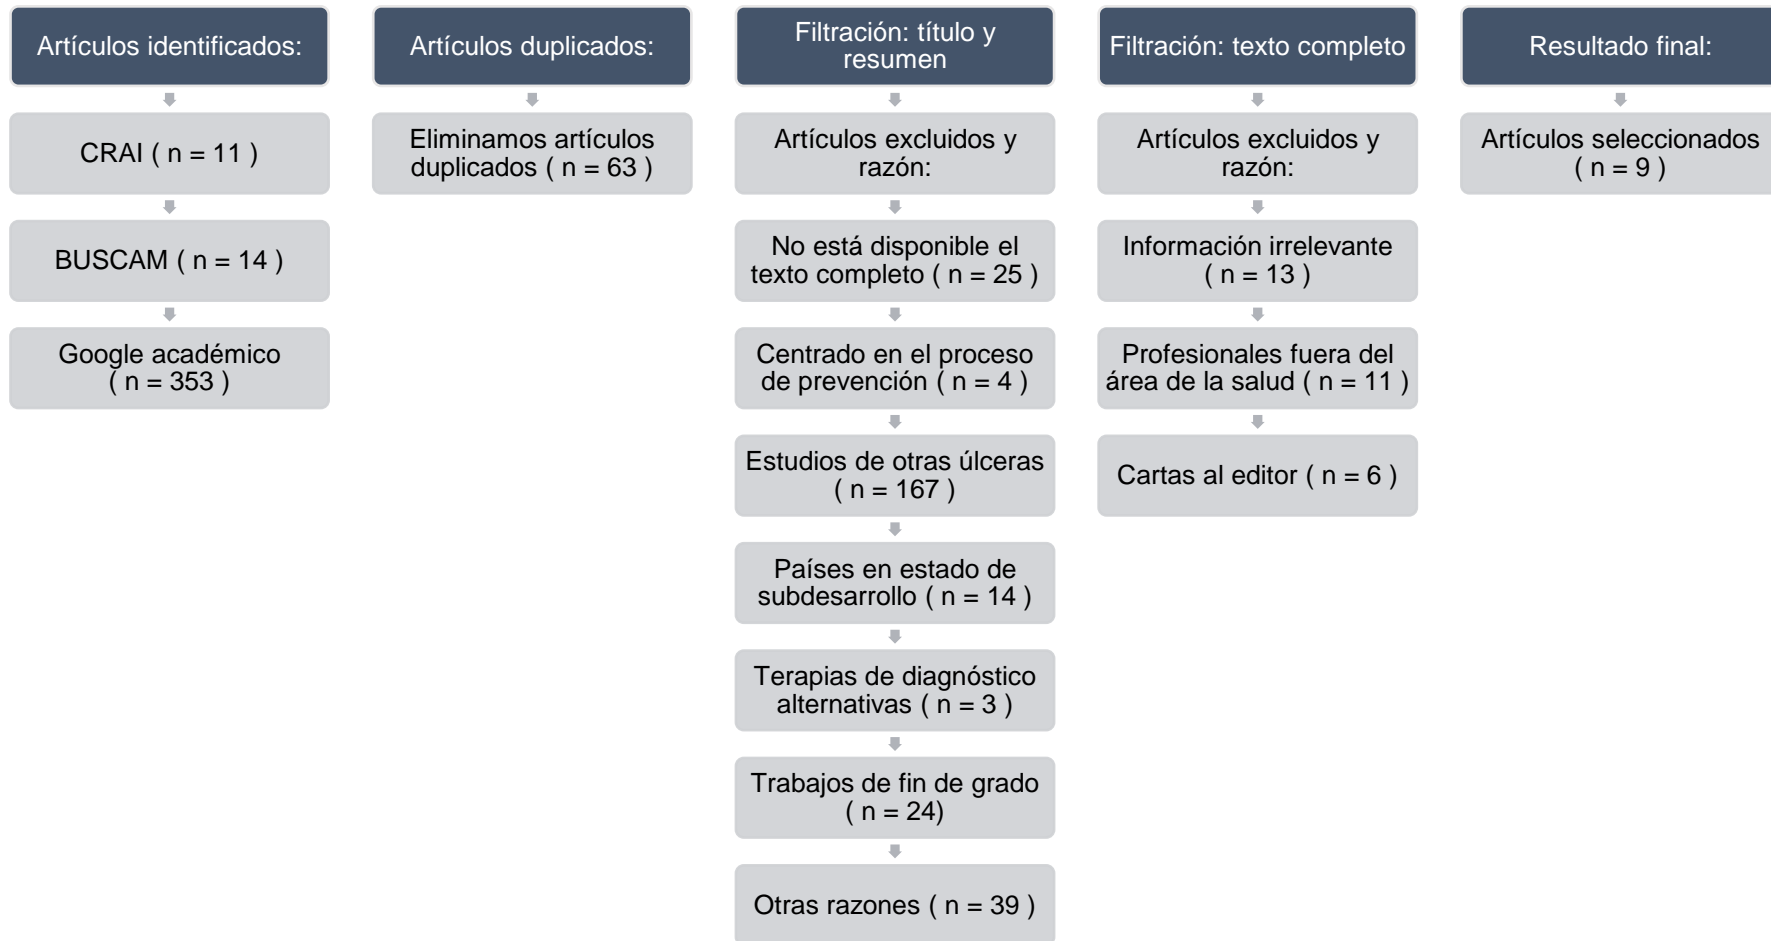 Artículos identificados:
CRAI ( n = 11 )
BUSCAM ( n = 14 )
Google académico
( n = 353 )
Artículos duplicados:
Eliminamos artículos
duplicados ( n = 63 )
Filtración: título y
resumen
Artículos excluidos y
razón:
No está disponible el
texto completo ( n = 25 )
Centrado en el proceso
de prevención ( n = 4 )
Estudios de otras úlceras
( n = 167 )
Países en estado de
subdesarrollo ( n = 14 )
Terapias de diagnóstico
alternativas ( n = 3 )
Trabajos de fin de grado
( n = 24)
Otras razones ( n = 39 )
Filtración: texto completo
Artículos excluidos y
razón:
Información irrelevante
( n = 13 )
Profesionales fuera del
área de la salud ( n = 11 )
Cartas al editor ( n = 6 )
Resultado final:
Artículos seleccionados
( n = 9 )